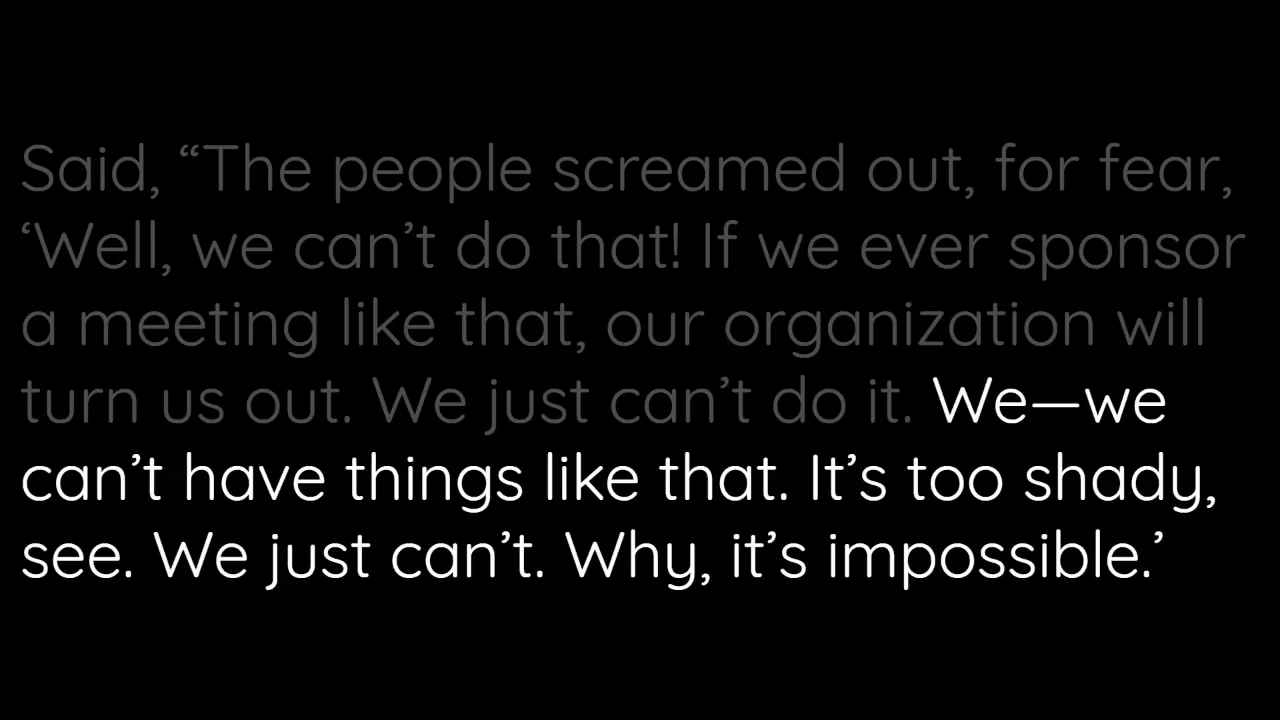 Said, “The people screamed out, for fear,
‘Well, we can’t do that! If we ever sponsor
a meeting like that, our organization will
turn us out. We just can’t do it. We—we
can’t have things like that. It’s too shady,
see. We just can’t. Why, it’s impossible.’